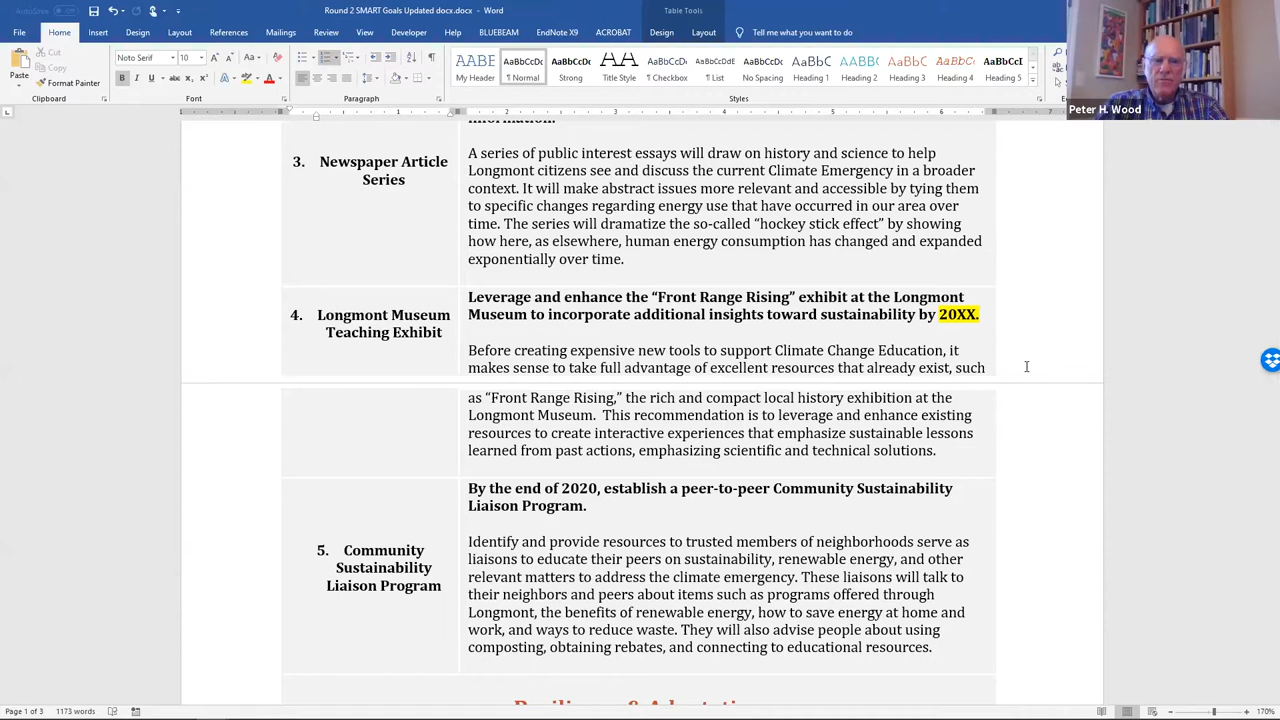 AutoSave
Round 2 SMART Goals Updated docx.docx - Word
Table Tools
File
Home
Insert
Design
Layout
References
Mailings
Review
View
Developer
Help
BLUEBEAM
EndNote X9
ACROBAT
Design
Layout
Tell me what you want to do
Paste
Cut
Copy
Format Painter
Clipboard
Noto Serif
10
Font
Paragraph
AABE
My Header
AaBbCcDc
¶ Normal
AaBbCcDc
Strong
AAA
Title Style
AaBbCcDc
¶ Checkbox
AaBbCcDc
¶ List
AaBbCcDc
No Spacing
AaBbC
Heading 1
AABBC
Heading 2
AaBbC
Heading 3
AaBbCc
Heading 4
AaBbCcI
Heading 5
Styles
Peter H. Wood
1
1
2
3
4
5
6
7
information.
3. Newspaper Article
Series
A series of public interest essays will draw on history and science to help
Longmont citizens see and discuss the current Climate Emergency in a broader
context. It will make abstract issues more relevant and accessible by tying them
to specific changes regarding energy use that have occurred in our area over
time. The series will dramatize the so-called “hockey stick effect” by showing
how here, as elsewhere, human energy consumption has changed and expanded
exponentially over time.
4. Longmont Museum
Teaching Exhibit
Leverage and enhance the “Front Range Rising” exhibit at the Longmont
Museum to incorporate additional insights toward sustainability by 20XX.
Before creating expensive new tools to support Climate Change Education, it
makes sense to take full advantage of excellent resources that already exist, such
as “Front Range Rising,” the rich and compact local history exhibition at the
Longmont Museum. This recommendation is to leverage and enhance existing
resources to create interactive experiences that emphasize sustainable lessons
learned from past actions, emphasizing scientific and technical solutions.
5. Community
Sustainability
Liaison Program
By the end of 2020, establish a peer-to-peer Community Sustainability
Liaison Program.
Identify and provide resources to trusted members of neighborhoods serve as
liaisons to educate their peers on sustainability, renewable energy, and other
relevant matters to address the climate emergency. These liaisons will talk to
their neighbors and peers about items such as programs offered through
Longmont, the benefits of renewable energy, how to save energy at home and
work, and ways to reduce waste. They will also advise people about using
composting, obtaining rebates, and connecting to educational resources.
Page 1 of 3
1173 words
170%